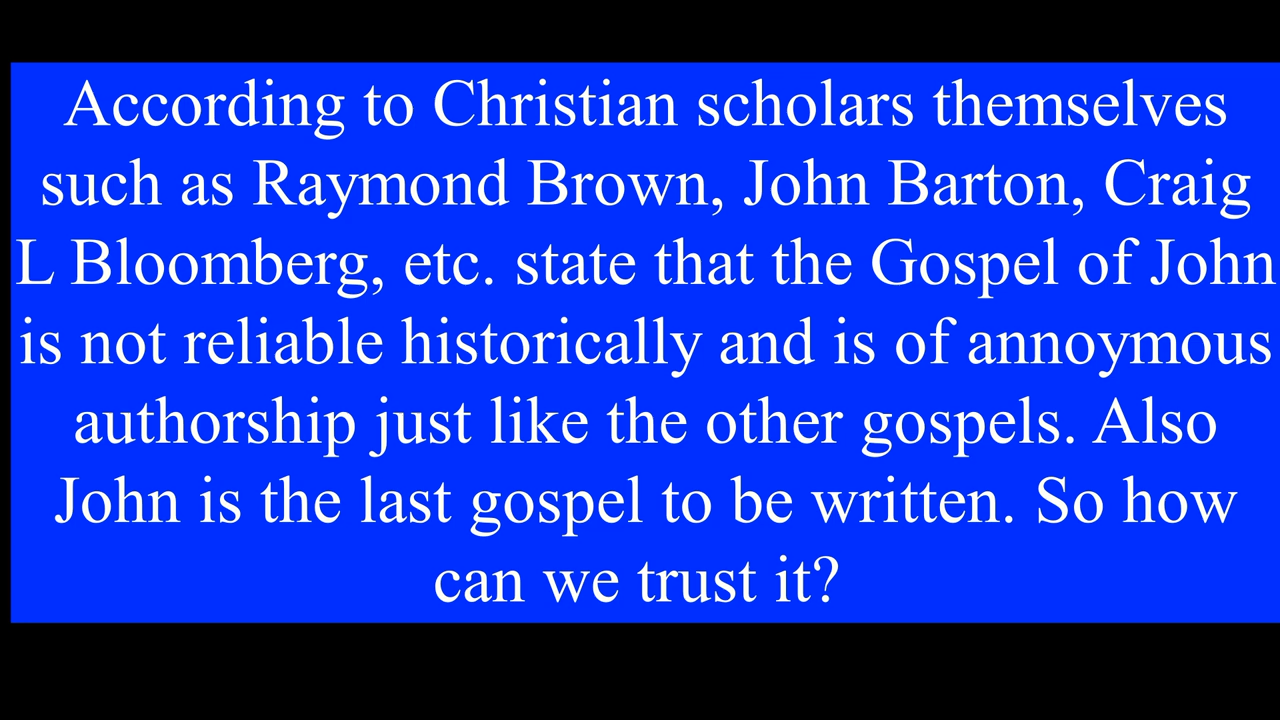 According to Christian scholars themselves
such as Raymond Brown, John Barton, Craig
L Bloomberg, etc. state that the Gospel of John
is not reliable historically and is of annoymous
authorship just like the other gospels. Also
John is the last gospel to be written. So how
can we trust it?